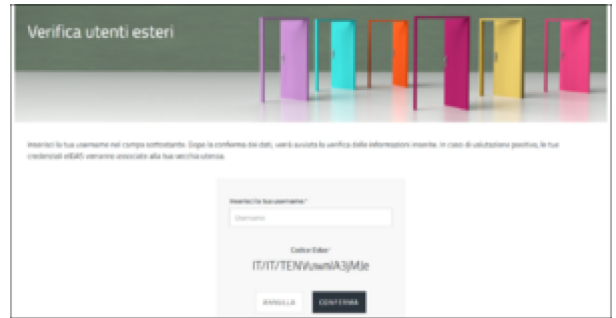 Verifica utenti esteri
Inserisci la tua username nel campo sottostante. Dopo la conferma dei dati, verrà avviata la verifica delle informazioni inserite. In caso di valutazione positiva, le tue
credenziali eIDAS verranno associate alla tua vecchia utenza.
Inserisci la tua username*
Username
Codice Eidas*
ANNULLA
CONFERMA